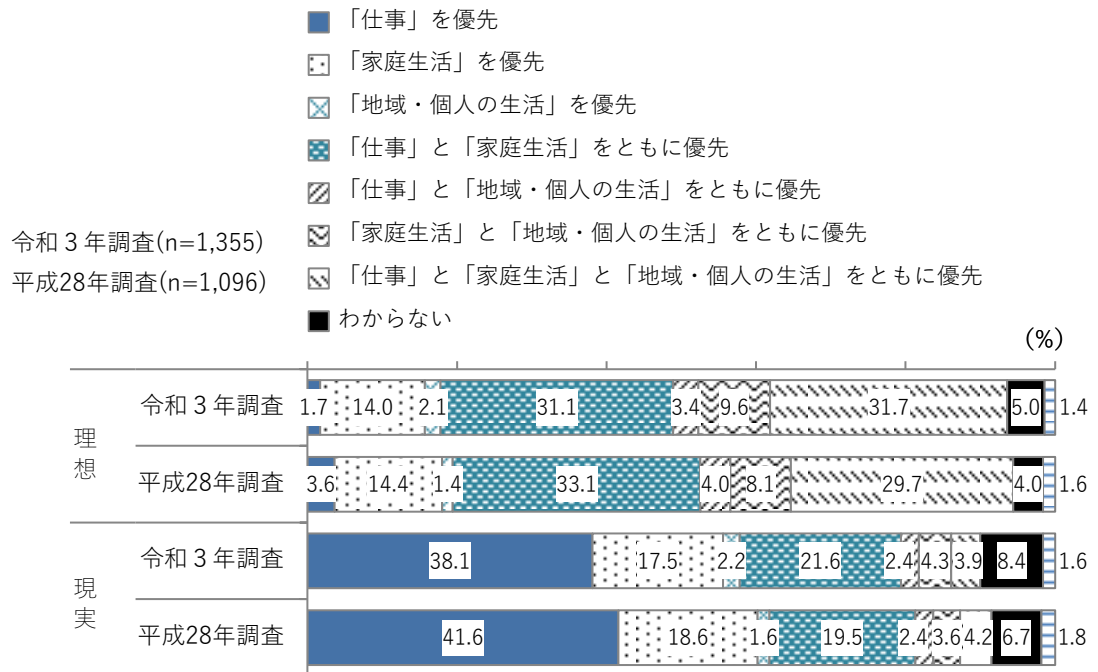 「仕事」を優先
「家庭生活」を優先
「地域・個人の生活」を優先
「仕事」と「家庭生活」をともに優先
「仕事」と「地域・個人の生活」をともに優先
「家庭生活」と「地域・個人の生活」をともに優先
「仕事」と「家庭生活」と「地域・個人の生活」をともに優先
わからない
令和３年調査(n=1,355)
平成28年調査(n=1,096)
(%)
理想
令和３年調査 1.7 14.0 2.1 31.1 3.4 9.6 31.7 5.0 1.4
平成28年調査 3.6 14.4 1.4 33.1 4.0 8.1 29.7 4.0 1.6
現実
令和３年調査 38.1 17.5 2.2 21.6 2.4 4.3 3.9 8.4 1.6
平成28年調査 41.6 18.6 1.6 19.5 2.4 3.6 4.2 6.7 1.8